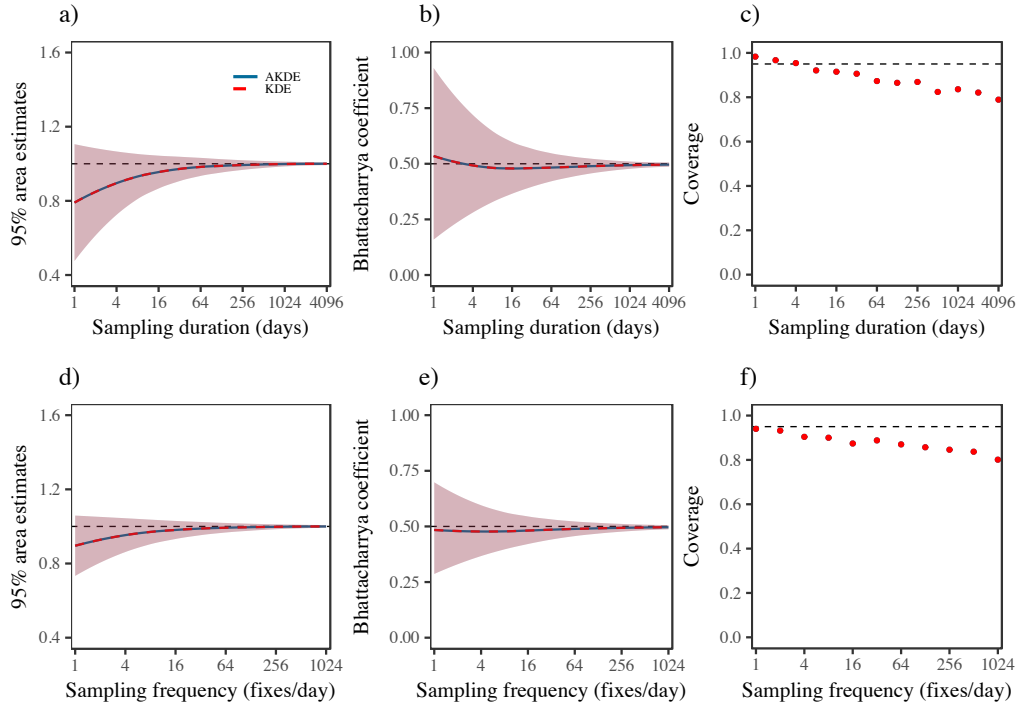 a)
95% area estimates
1.6
1.2
0.8
0.4
AKDE
KDE
1 4 16 64 256 1024 4096
Sampling duration (days)
b)
Bhattacharrya coefficient
1.00
0.75
0.50
0.25
0.00
1 4 16 64 256 1024 4096
Sampling duration (days)
c)
Coverage
1.0
0.8
0.6
0.4
0.2
0.0
1 4 16 64 256 1024 4096
Sampling duration (days)
d)
95% area estimates
1.6
1.2
0.8
0.4
1 4 16 64 256 1024
Sampling frequency (fixes/day)
e)
Bhattacharrya coefficient
1.00
0.75
0.50
0.25
0.00
1 4 16 64 256 1024
Sampling frequency (fixes/day)
f)
Coverage
1.0
0.8
0.6
0.4
0.2
0.0
1 4 16 64 256 1024
Sampling frequency (fixes/day)